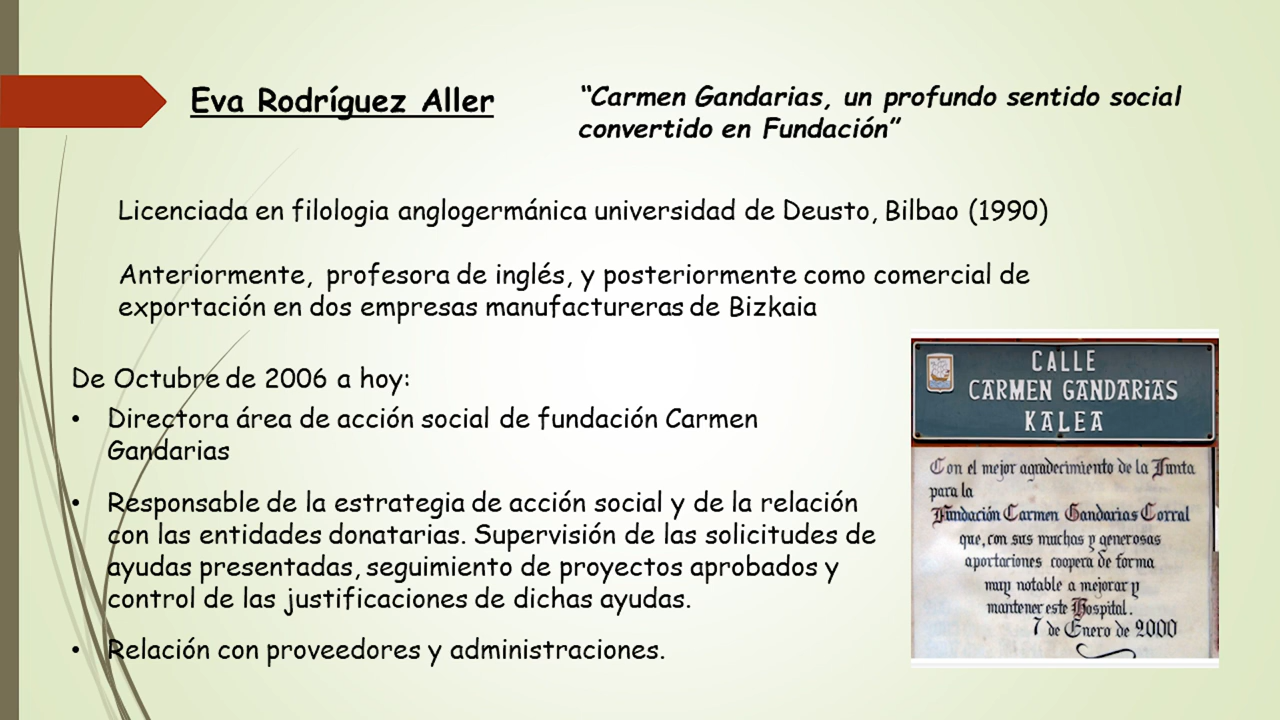 Eva Rodríguez Aller
“Carmen Gandarias, un profundo sentido social
convertido en Fundación”
Licenciada en filologia anglogermánica universidad de Deusto, Bilbao (1990)
Anteriormente, profesora de inglés, y posteriormente como comercial de
exportación en dos empresas manufactureras de Bizkaia
De Octubre de 2006 a hoy:
• Directora área de acción social de fundación Carmen
Gandarias
• Responsable de la estrategia de acción social y de la relación
con las entidades donatarias. Supervisión de las solicitudes de
ayudas presentadas, seguimiento de proyectos aprobados y
control de las justificaciones de dichas ayudas.
• Relación con proveedores y administraciones.
CALLE
CARMEN GANDARiAS
KALEA
Con el mejor agradecimiento de la Junta
para la
Fundación Carmen Gandarias Corral
que, con sus muchas y generosas
aportaciones coopera de forma
muy notable a mejorar y
mantener este Hospital.
7 de Enero de 2000